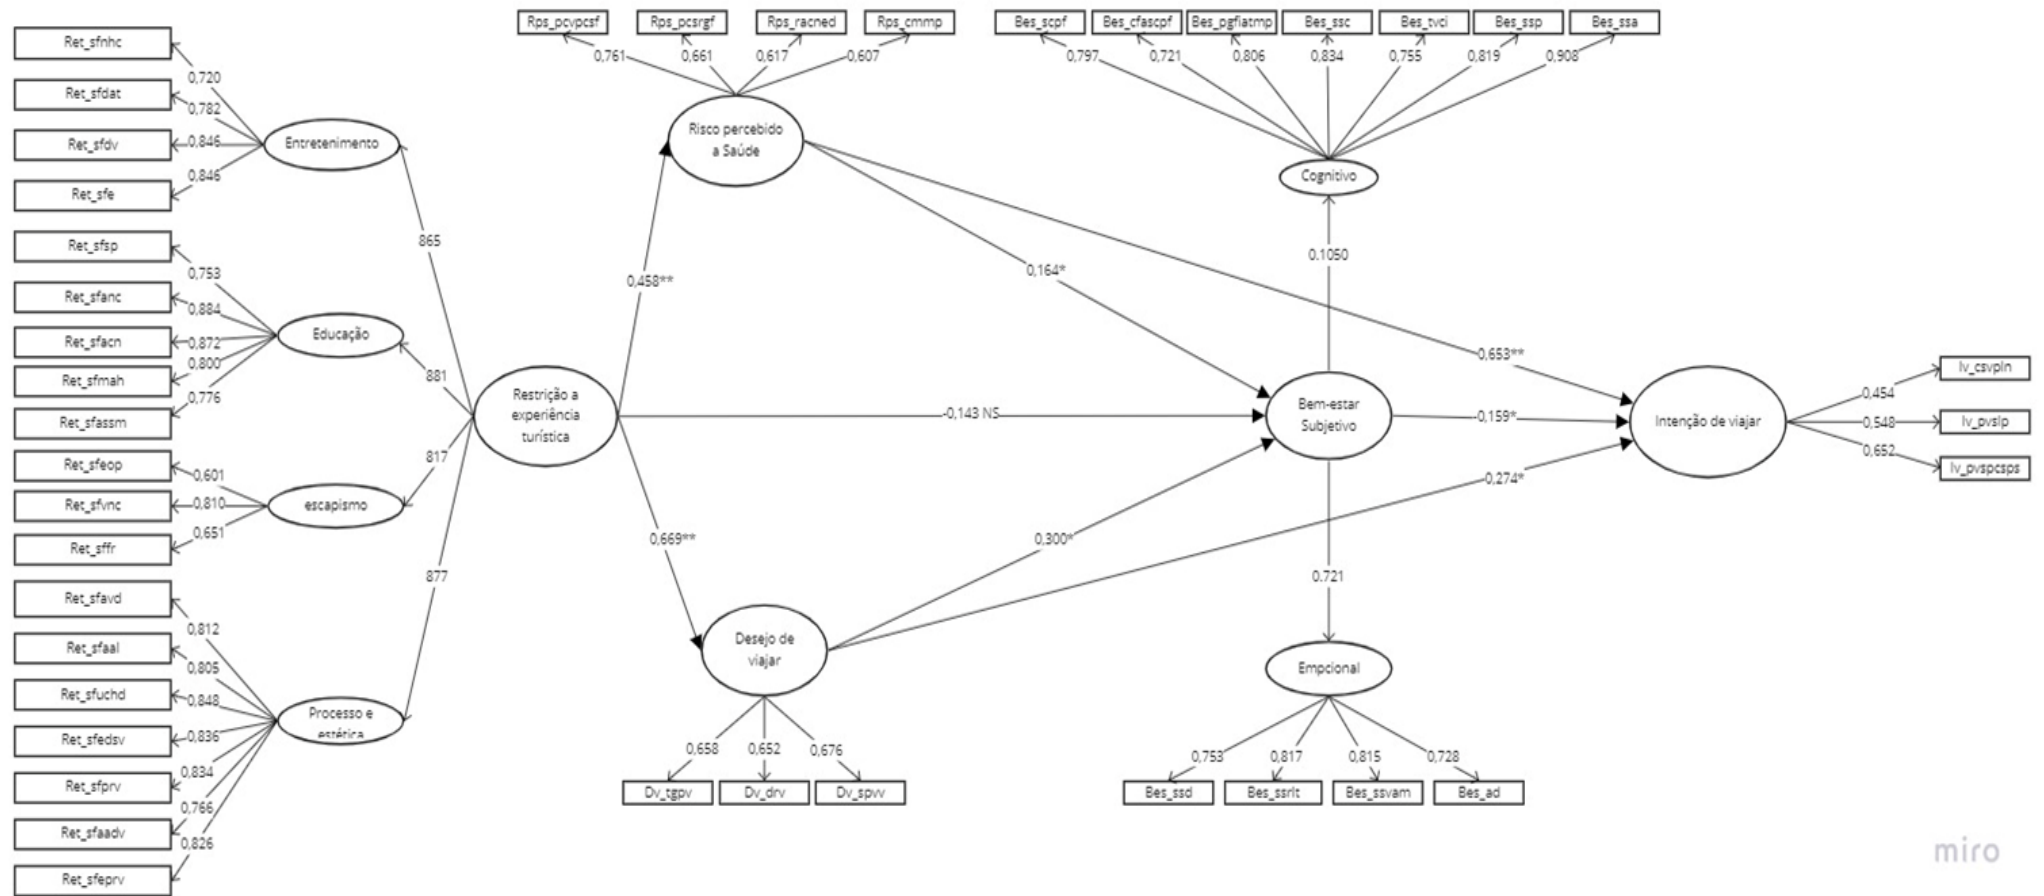 Rps_pcvpcsf
Rps_pcsrgf
Rps_racned
Rps_cmmp
Bes_scpf
Bes_cfascpf
Bes_pgflatmp
Bes_ssc
Bes_tvci
Bes_ssp
Bes_ssa
0,761
0,661
0,617
0,607
0,797
0,721
0,806
0,834
0,755
0,819
0,908
Ret_sfnhc
Ret_sfdat
Ret_sfdv
Ret_sfe
0,720
0,782
0,846
0,846
Entretenimento
Ret_sfsp
Ret_sfanc
Ret_sfacn
Ret_sfmah
Ret_sfassm
0,753
0,884
0,872
0,800
0,776
Educação
Ret_sfeop
Ret_sfvnc
Ret_sffr
0,601
0,810
0,651
escapismo
Ret_sfavd
Ret_sfaal
Ret_sfuchd
Ret_sfedsv
Ret_sfprv
Ret_sfaadv
Ret_sfeprv
0,812
0,805
0,848
0,836
0,834
0,766
0,826
Processo e
estética
865
881
817
877
Restrição a
experiência
turística
0,458**
0,669**
-0,143 NS
Risco percebido
a Saúde
0,164*
0,653**
Desejo de
viajar
0,300*
0,274*
0,658
0,652
0,676
Dv_tgpv
Dv_drv
Dv_spvv
Cognitivo
0.1050
Bem-estar
Subjetivo
0,159*
0.721
Empcional
0,753
0,817
0,815
0,728
Bes_ssd
Bes_ssrlt
Bes_ssvam
Bes_ad
Intenção de viajar
0,454
0,548
0,652
Iv_csvpln
Iv_pvslp
Iv_pvspcsps
miro